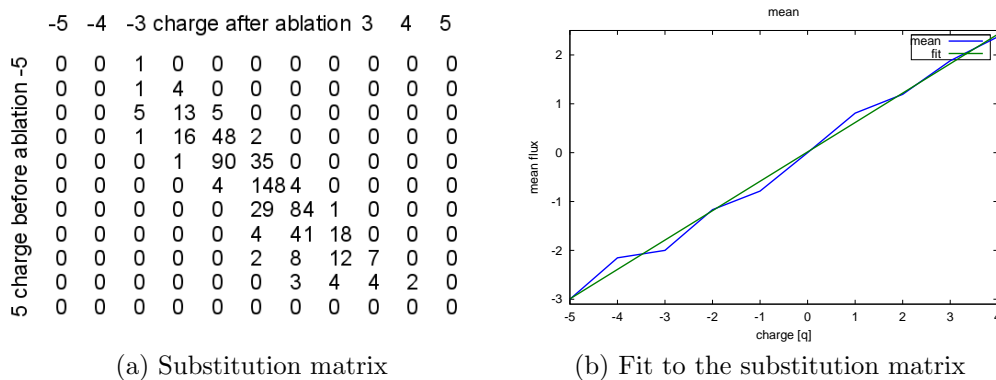 -5 -4 -3 charge after ablation 3 4 5
5 charge before ablation -5
0 0 1 0 0 0 0 0 0 0 0
0 0 1 4 0 0 0 0 0 0 0
0 0 5 13 5 0 0 0 0 0 0
0 0 1 16 48 2 0 0 0 0 0
0 0 0 1 90 35 0 0 0 0 0
0 0 0 0 4 148 4 0 0 0 0
0 0 0 0 0 29 84 1 0 0 0
0 0 0 0 0 4 41 18 0 0 0
0 0 0 0 0 2 8 12 7 0 0
0 0 0 0 0 0 3 4 4 2 0
0 0 0 0 0 0 0 0 0 0 0
(a) Substitution matrix
mean
mean
fit
mean flux
2
1
0
-1
-2
-3
-5 -4 -3 -2 -1 0 1 2 3 4
charge [q]
(b) Fit to the substitution matrix